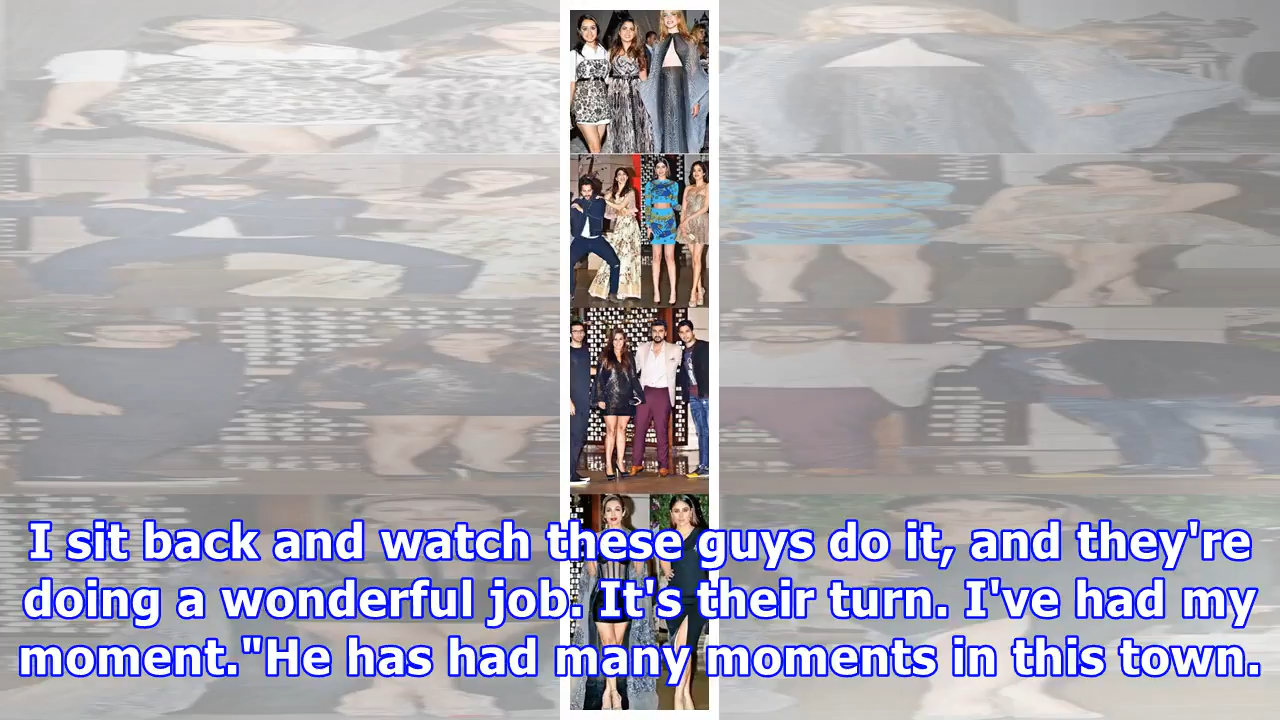 I sit back and watch these guys do it, and they're
doing a wonderful job. It's their turn. I've had my
moment."He has had many moments in this town.